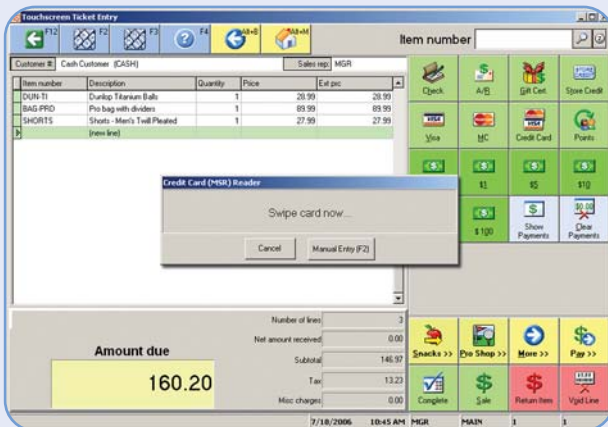 Touchscreen Ticket Entry
F12 F2 F3 F4 Alt+B Alt+M
Item number
Customer # Cash Customer (CASH) Sales rep: MGR
Item number Description Quantity Price Ext prc
DUN-TI Dunlop Titanium Balls 1 28.99 28.99
BAG-PRO Pro bag with dividers 1 89.99 89.99
SHORTS Shorts - Men's Twill Pleated 1 27.99 27.99
(new line)
Check A/R Gift Cert. Store Credit
Visa MC Credit Card Points
$1 $5 $10
$100 Show Payments Clear Payments
Credit Card (MSR) Reader
Swipe card now...
Cancel Manual Entry (F2)
Number of lines 3
Net amount received 0.00
Subtotal 146.97
Tax 13.23
Misc charges 0.00
Amount due
160.20
Snacks >> Pro Shop >> More >> Pay >>
Complete Sale Return Item Void Line
7/18/2006 10:45 AM MGR MAIN 1 1